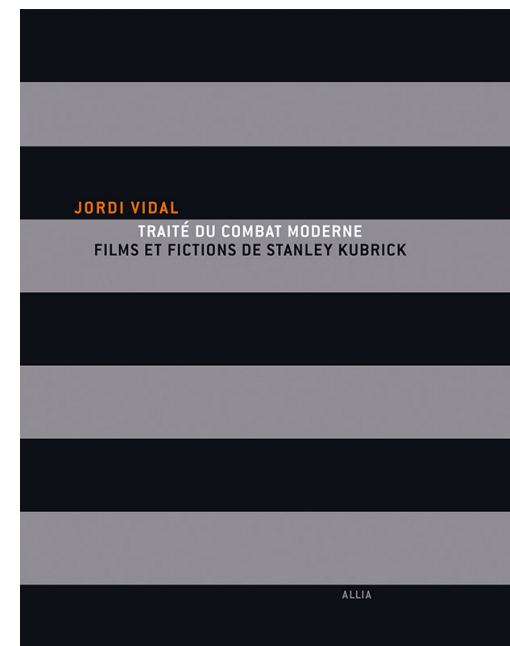 JORDI VIDAL
TRAITÉ DU COMBAT MODERNE
FILMS ET FICTIONS DE STANLEY KUBRICK
ALLIA